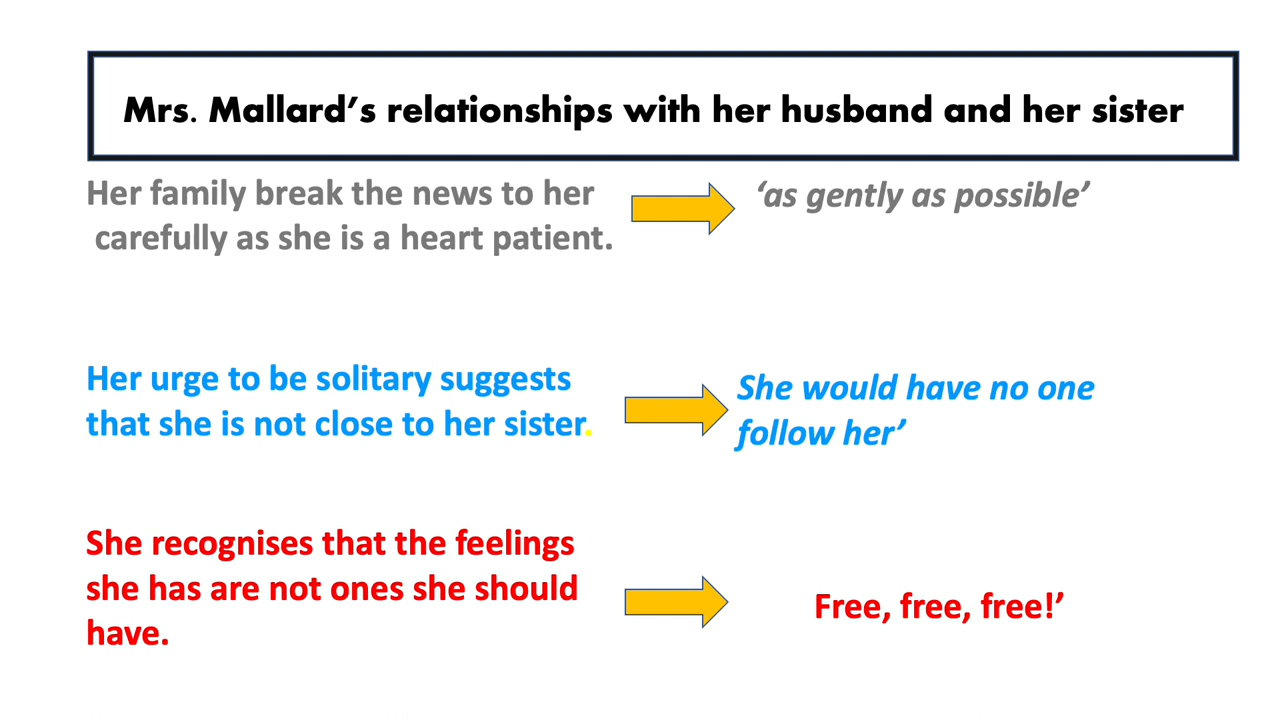 Mrs. Mallard’s relationships with her husband and her sister
Her family break the news to her
carefully as she is a heart patient.
‘as gently as possible’
Her urge to be solitary suggests
that she is not close to her sister.
She would have no one
follow her’
She recognises that the feelings
she has are not ones she should
have.
Free, free, free!’